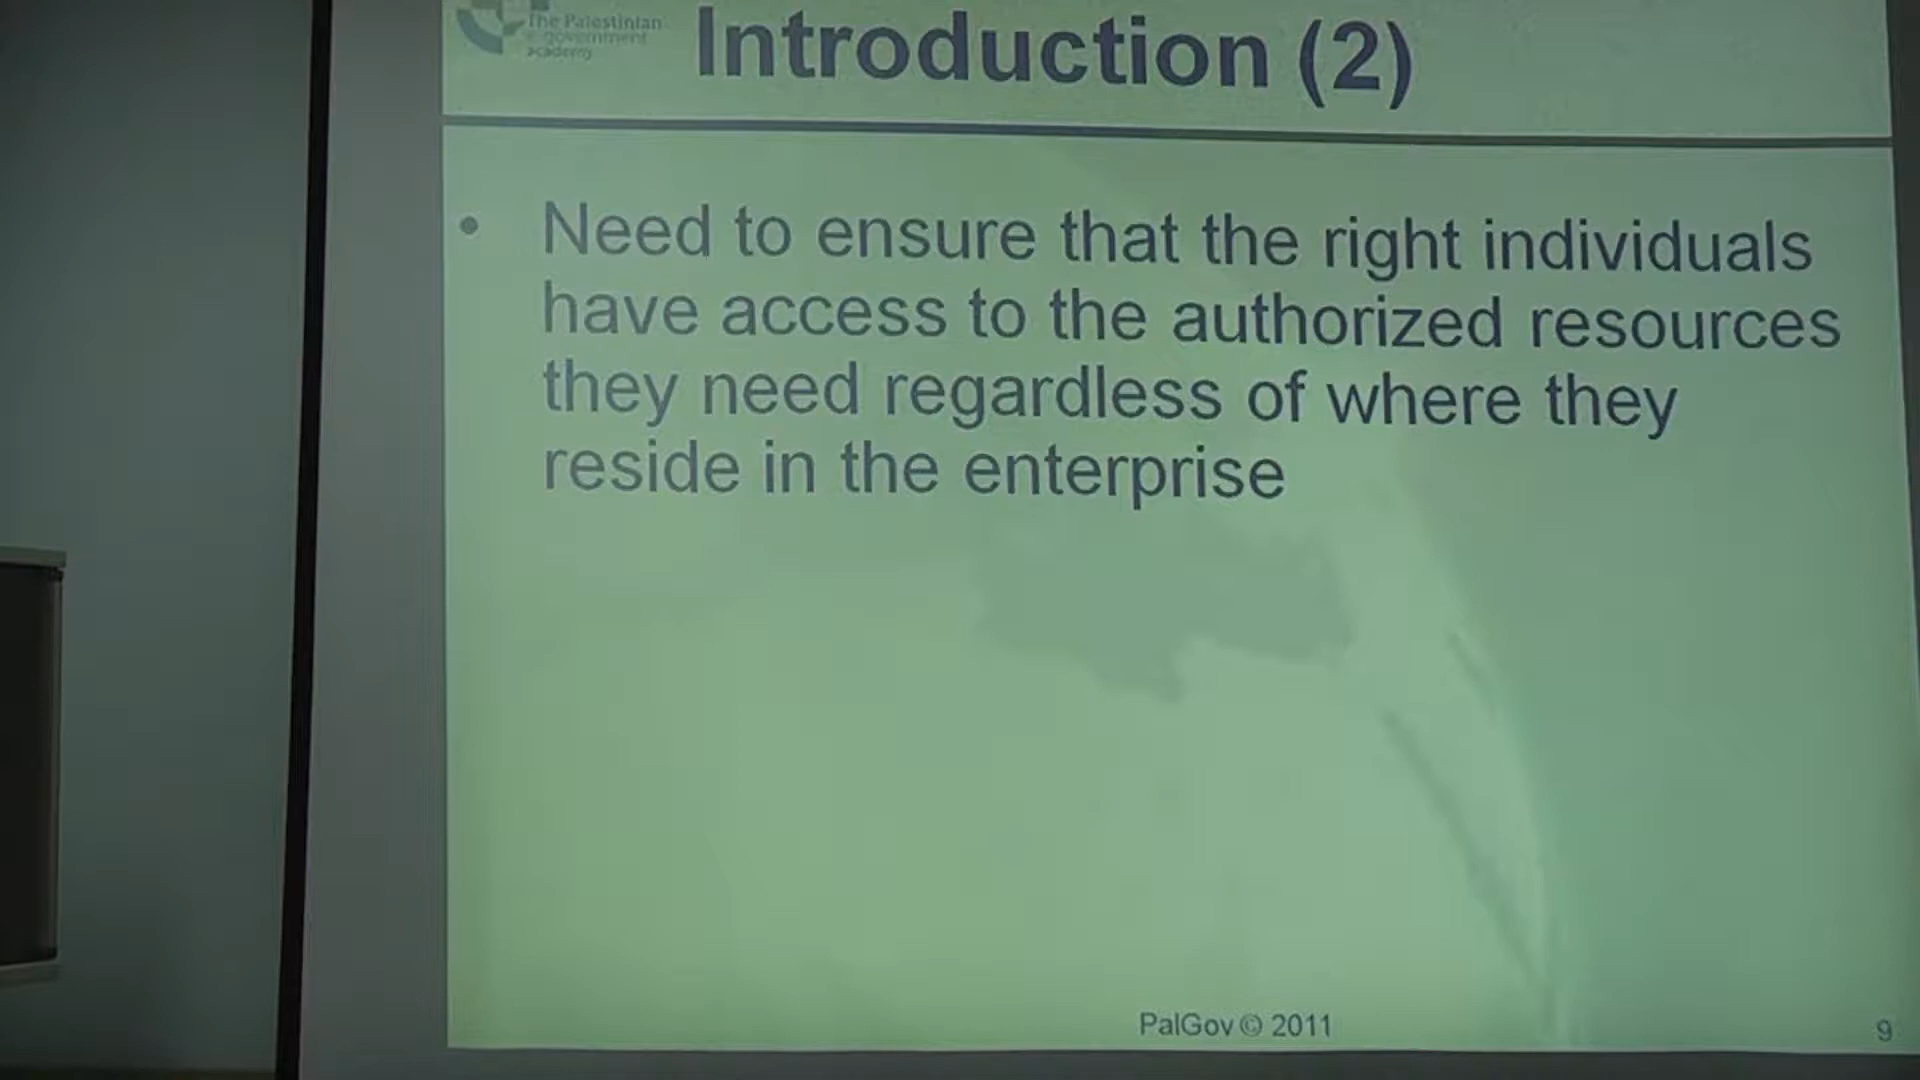 The Palestinian
e-government
academy
Introduction (2)
• Need to ensure that the right individuals
have access to the authorized resources
they need regardless of where they
reside in the enterprise
PalGov © 2011
9